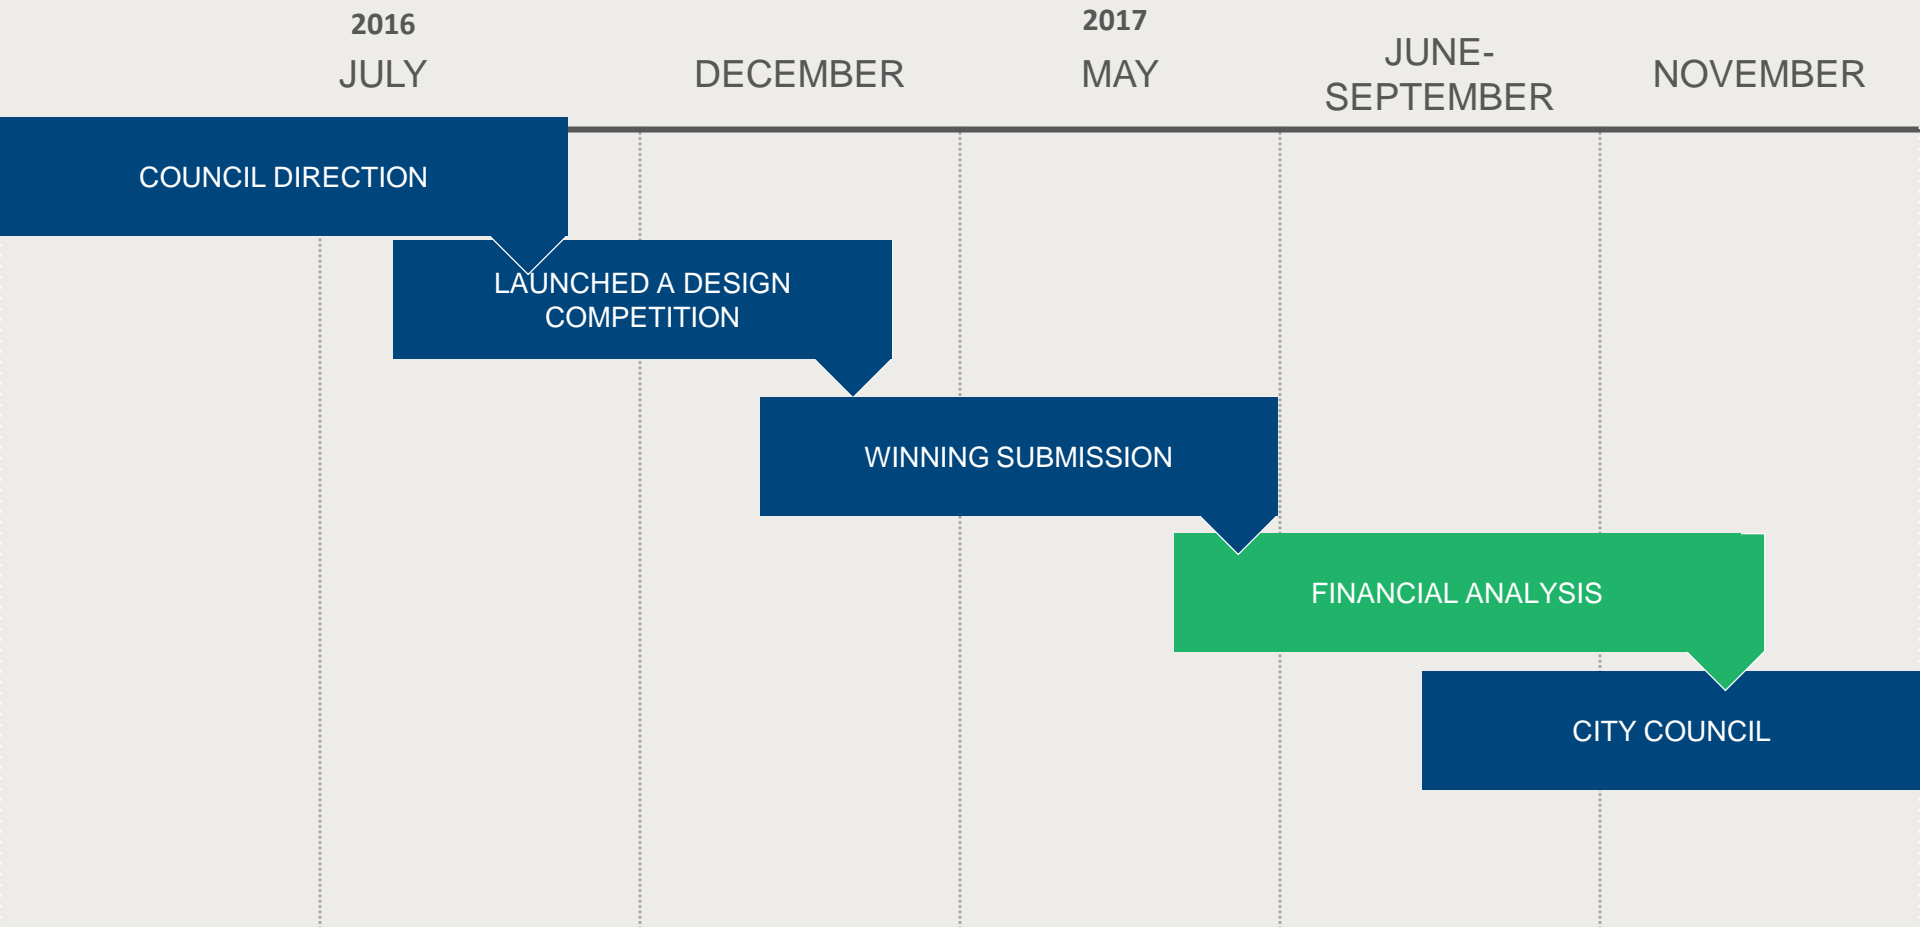 2016
JULY
DECEMBER
2017
MAY
JUNE-
SEPTEMBER
NOVEMBER
COUNCIL DIRECTION
LAUNCHED A DESIGN
COMPETITION
WINNING SUBMISSION
FINANCIAL ANALYSIS
CITY COUNCIL